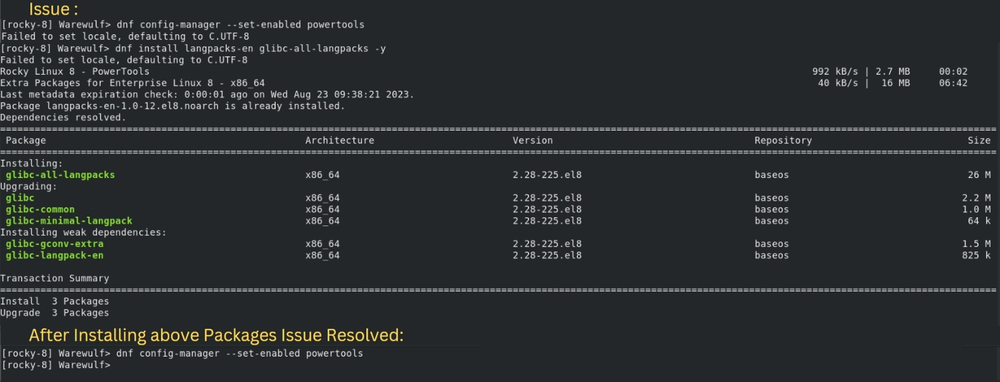 Issue :
[rocky-8] Warewulf> dnf config-manager --set-enabled powertools
Failed to set locale, defaulting to C.UTF-8
[rocky-8] Warewulf> dnf install langpacks-en glibc-all-langpacks -y
Failed to set locale, defaulting to C.UTF-8
Rocky Linux 8 - PowerTools 992 kB/s | 2.7 MB 00:02
Extra Packages for Enterprise Linux 8 - x86_64 40 kB/s | 16 MB 06:42
Last metadata expiration check: 0:00:01 ago on Wed Aug 23 09:38:21 2023.
Package langpacks-en-1.0-12.el8.noarch is already installed.
Dependencies resolved.
Package Architecture Version Repository Size
Installing:
glibc-all-langpacks x86_64 2.28-225.el8 baseos 26 M
Upgrading:
glibc x86_64 2.28-225.el8 baseos 2.2 M
glibc-common x86_64 2.28-225.el8 baseos 1.0 M
glibc-minimal-langpack x86_64 2.28-225.el8 baseos 64 k
Installing weak dependencies:
glibc-gconv-extra x86_64 2.28-225.el8 baseos 1.5 M
glibc-langpack-en x86_64 2.28-225.el8 baseos 825 k
Transaction Summary
Install 3 Packages
Upgrade 3 Packages
After Installing above Packages Issue Resolved:
[rocky-8] Warewulf> dnf config-manager --set-enabled powertools
[rocky-8] Warewulf>